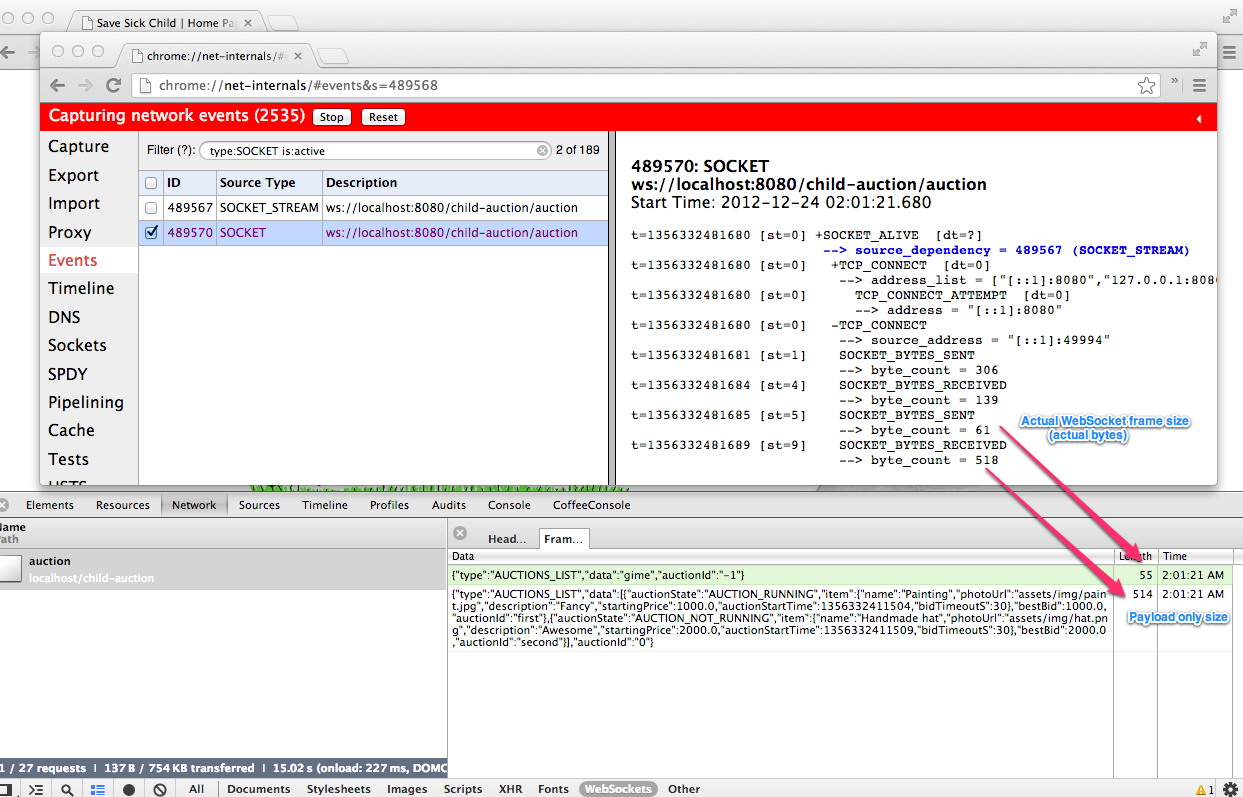 Save Sick Child | Home Pa
chrome://net-internals/#e
chrome://net-internals/#events&s=489568
Capturing network events (2535) Stop Reset
Capture
Export
Import
Proxy
Events
Timeline
DNS
Sockets
SPDY
Pipelining
Cache
Tests
HSTS
Filter (?): type:SOCKET is:active 2 of 189
ID Source Type Description
489567 SOCKET_STREAM ws://localhost:8080/child-auction/auction
489570 SOCKET ws://localhost:8080/child-auction/auction
489570: SOCKET
ws://localhost:8080/child-auction/auction
Start Time: 2012-12-24 02:01:21.680
t=1356332481680 [st=0] +SOCKET_ALIVE [dt=?]
--> source_dependency = 489567 (SOCKET_STREAM)
t=1356332481680 [st=0] +TCP_CONNECT [dt=0]
--> address_list = ["[::1]:8080","127.0.0.1:8080
t=1356332481680 [st=0] TCP_CONNECT_ATTEMPT [dt=0]
--> address = "[::1]:8080"
t=1356332481680 [st=0] -TCP_CONNECT
--> source_address = "[::1]:49994"
t=1356332481681 [st=1] SOCKET_BYTES_SENT
--> byte_count = 306
t=1356332481684 [st=4] SOCKET_BYTES_RECEIVED
--> byte_count = 139
t=1356332481685 [st=5] SOCKET_BYTES_SENT
--> byte_count = 61
t=1356332481689 [st=9] SOCKET_BYTES_RECEIVED
--> byte_count = 518
Actual WebSocket frame size
(actual bytes)
Elements Resources Network Sources Timeline Profiles Audits Console CoffeeConsole
Name
Path
auction
localhost/child-auction
Head... Fram...
Data Length Time
{"type":"AUCTIONS_LIST","data":"gime","auctionId":"-1"} 55 2:01:21 AM
{"type":"AUCTIONS_LIST","data":[{"auctionState":"AUCTION_RUNNING","item":{"name":"Painting","photoUrl":"assets/img/pain 514 2:01:21 AM
t.jpg","description":"Fancy","startingPrice":1000.0,"auctionStartTime":1356332411504,"bidTimeoutS":30},"bestBid":1000.0,
"auctionId":"first"},{"auctionState":"AUCTION_NOT_RUNNING","item":{"name":"Handmade hat","photoUrl":"assets/img/hat.pn
g","description":"Awesome","startingPrice":2000.0,"auctionStartTime":1356332411509,"bidTimeoutS":30},"bestBid":2000.0
,"auctionId":"second"}],"auctionId":"0"}
Payload only size
1 / 27 requests | 137 B / 754 KB transferred | 15.02 s (onload: 227 ms, DOMC
All Documents Stylesheets Images Scripts XHR Fonts WebSockets Other 1